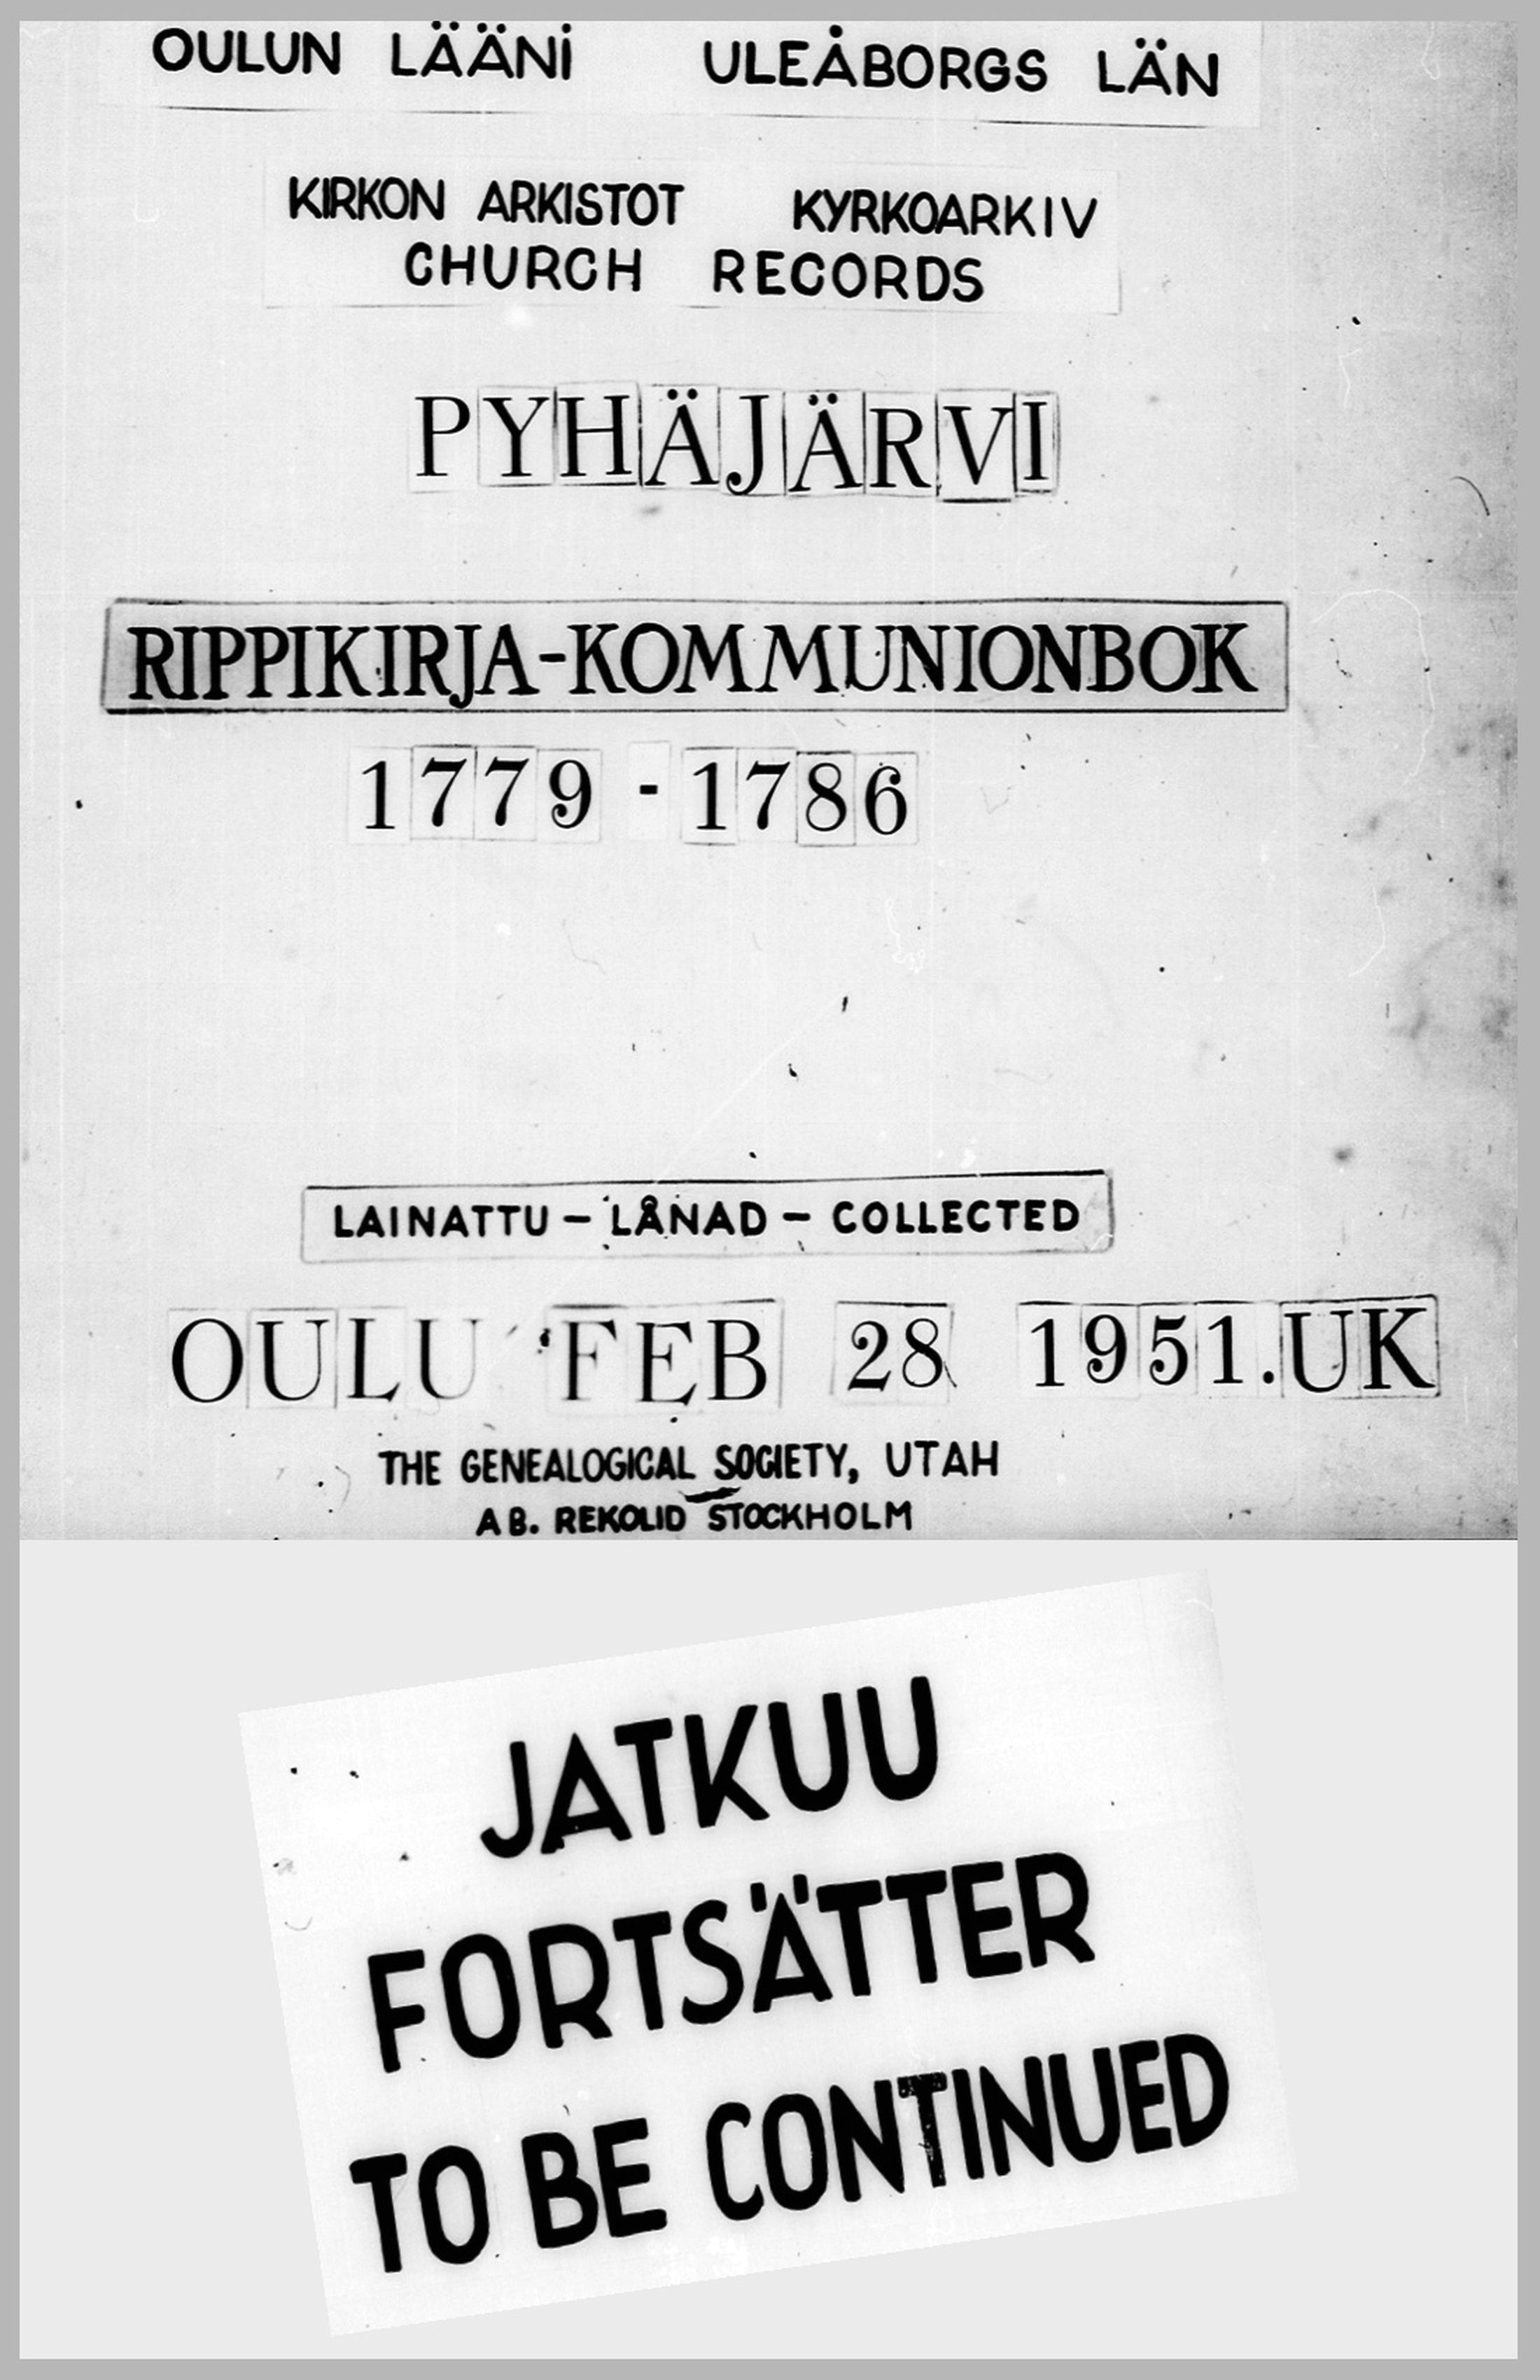 OULUN LÄÄNI ULEÅBORGS LÄN
KIRKON ARKISTOT KYRKOARKIV
CHURCH RECORDS
PYHÄJÄRVI
RIPPIKIRJA-KOMMUNIONBOK
1779 - 1786
LAINATTU - LÅNAD - COLLECTED
OULU FEB 28 1951. UK
THE GENEALOGICAL SOCIETY, UTAH
AB. REKOLID STOCKHOLM
JATKUU
FORTSÄTTER
TO BE CONTINUED